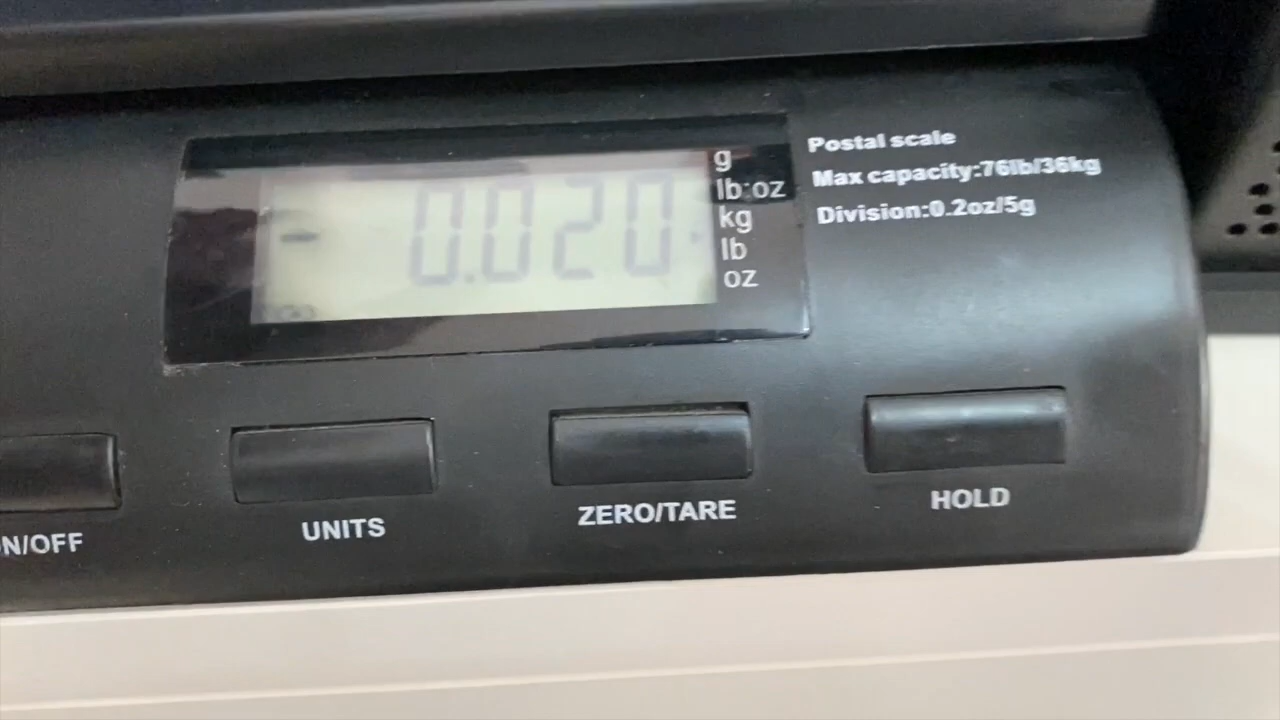 - 0.020
g
lb:oz
kg
lb
oz
Postal scale
Max capacity:76lb/36kg
Division:0.2oz/5g
N/OFF
UNITS
ZERO/TARE
HOLD